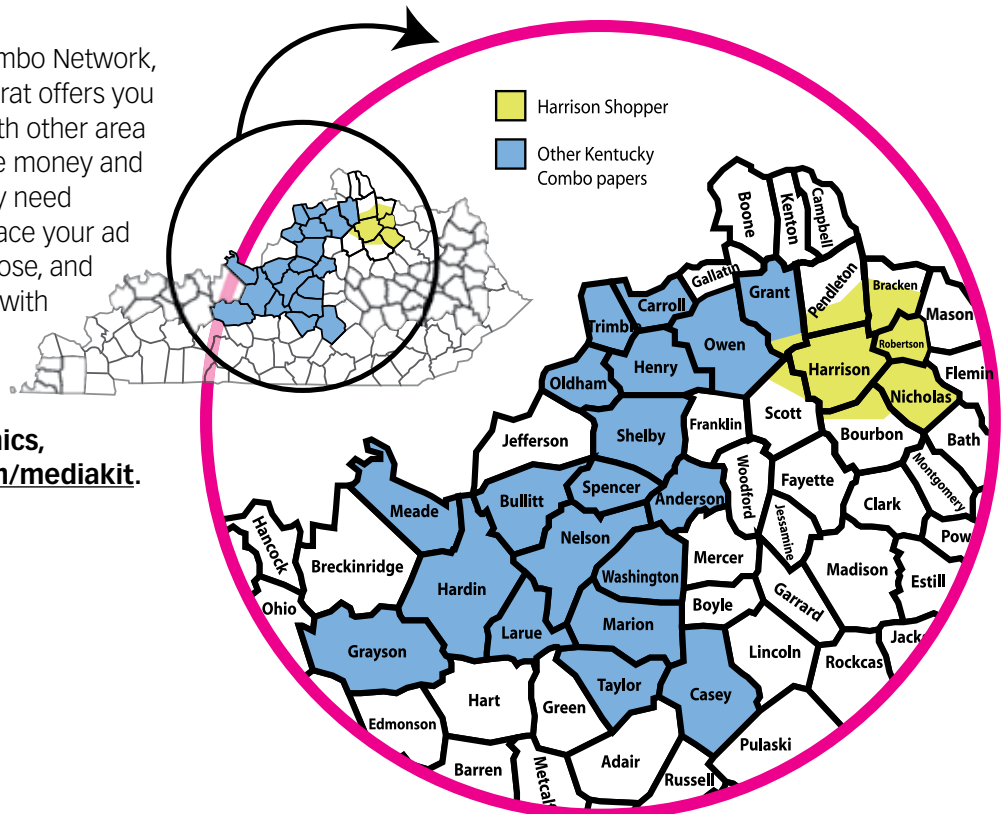 mbo Network,
rat offers you
th other area
e money and
y need
ace your ad
ose, and
with
nics,
m/mediakit.
Harrison Shopper
Other Kentucky
Combo papers
Boone
Kenton
Campbell
Gallatin
Grant
Pendleton
Bracken
Mason
Carroll
Trimble
Owen
Robertson
Henry
Harrison
Flemin
Oldham
Nicholas
Scott
Shelby
Franklin
Bourbon
Bath
Jefferson
Woodford
Montgomery
Meade
Bullitt
Spencer
Anderson
Fayette
Clark
Hancock
Nelson
Jessamine
Pow
Breckinridge
Mercer
Madison
Estill
Hardin
Washington
Ohio
Larue
Marion
Boyle
Garrard
Grayson
Lincoln
Rockcas
Jack
Hart
Green
Taylor
Casey
Edmonson
Pulaski
Barren
Metcal
Adair
Russell